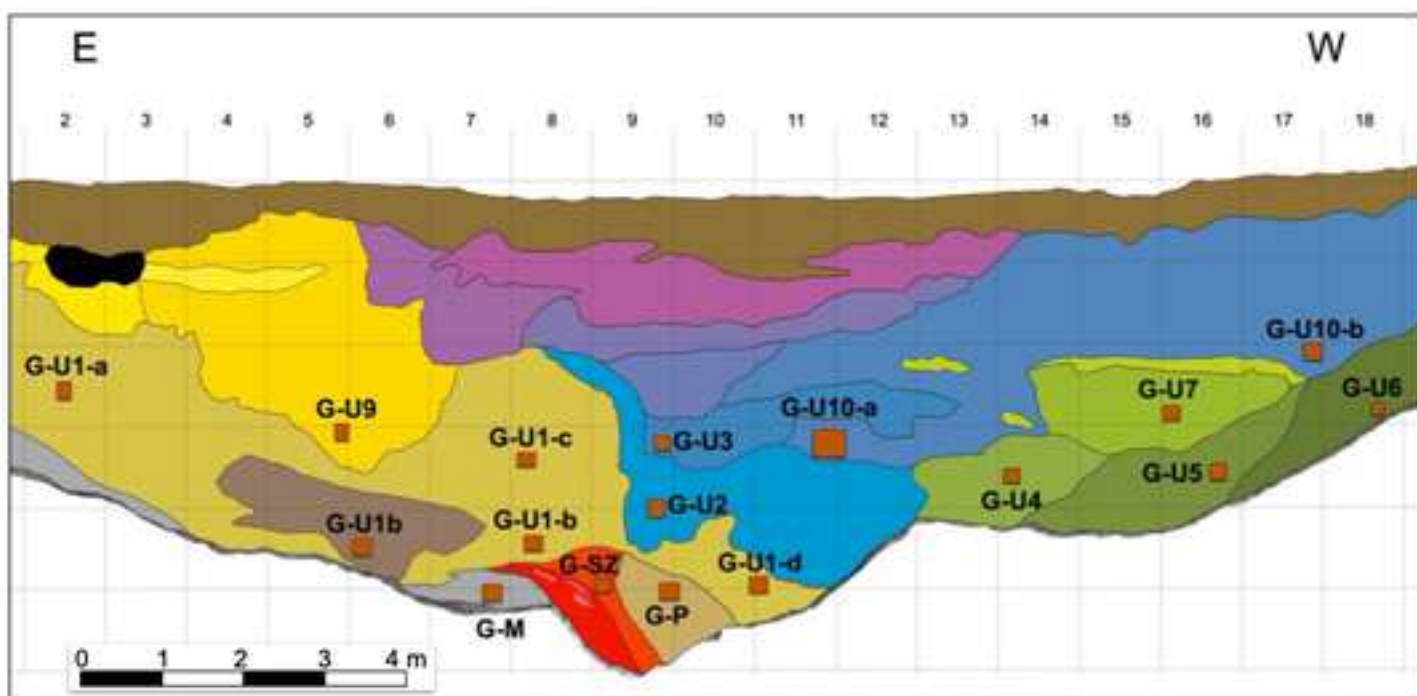 E W
2 3 4 5 6 7 8 9 10 11 12 13 14 15 16 17 18
G-U10-b
G-U1-a G-U7 G-U6
G-U9 G-U10-a
G-U1-c G-U3
G-U5
G-U2 G-U4
G-U1b G-U1-b
G-SZ G-U1-d
G-P
G-M
0 1 2 3 4 m